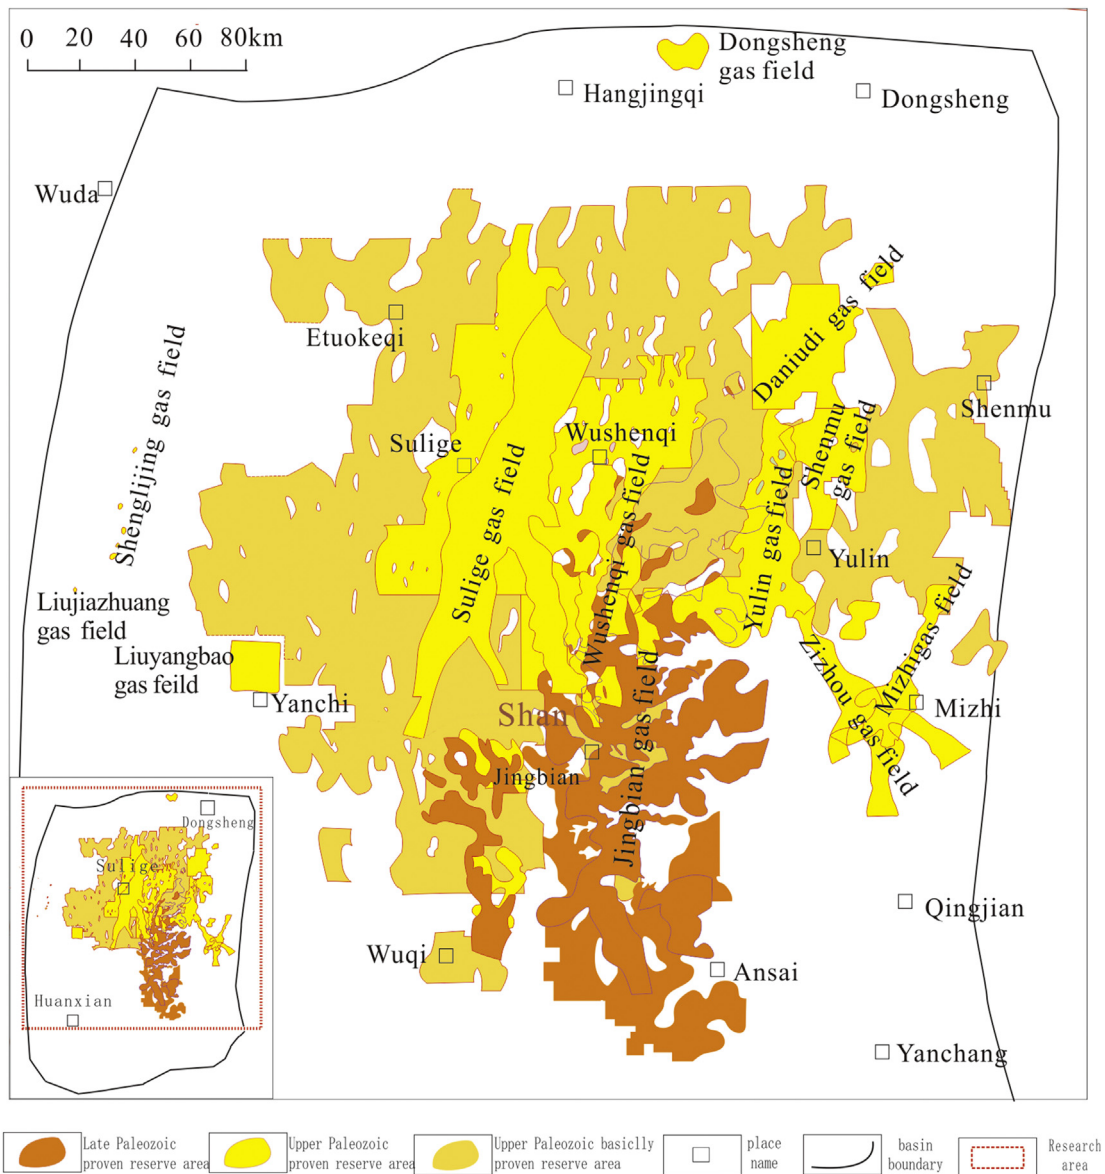 0 20 40 60 80km
Dongsheng
gas field
Hangjingqi
Dongsheng
Wuda
Etuokeqi
Daniudi gas field
Shenmu
Shenglijing gas field
Sulige
Wushenqi
Shenmu
gas field
Sulige gas field
Wushenqi gas field
Yulin gas field
Yulin
Liujiazhuang
gas field
Liuyangbao
gas feild
Yanchi
Zizhou gas field
Mizhigas field
Mizhi
Shan
Jingbian
Jingbian gas field
Dongsheng
Sulige
Huanxian
Wuqi
Ansai
Qingjian
Yanchang
Late Paleozoic
proven reserve area
Upper Paleozoic
proven reserve area
Upper Paleozoic basiclly
proven reserve area
place
name
basin
boundary
Research
area